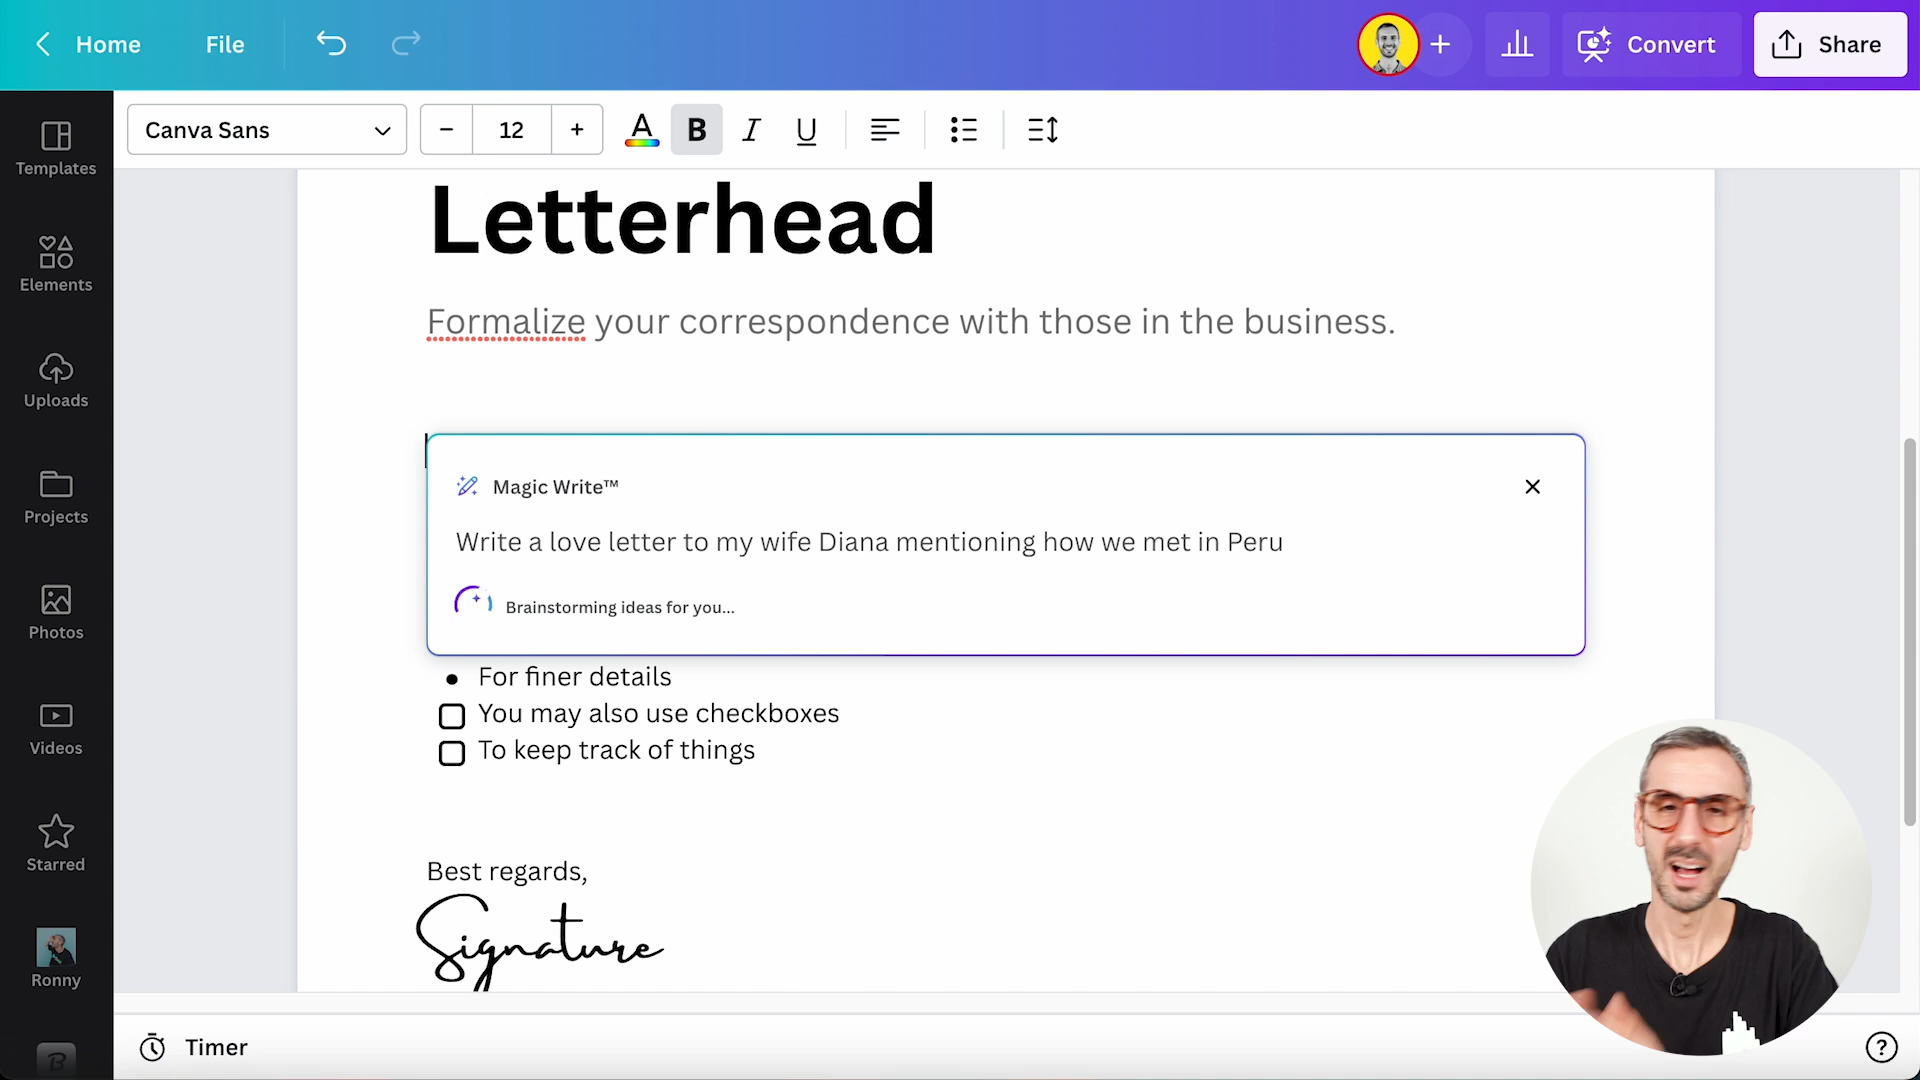 Home
File
Convert
Share
Canva Sans
− 12 +
A B I U
Templates
Elements
Uploads
Projects
Photos
Videos
Starred
Ronny
B
Letterhead
Formalize your correspondence with those in the business.
Magic Write™
Write a love letter to my wife Diana mentioning how we met in Peru
Brainstorming ideas for you...
For finer details
You may also use checkboxes
To keep track of things
Best regards,
Signature
Timer
?